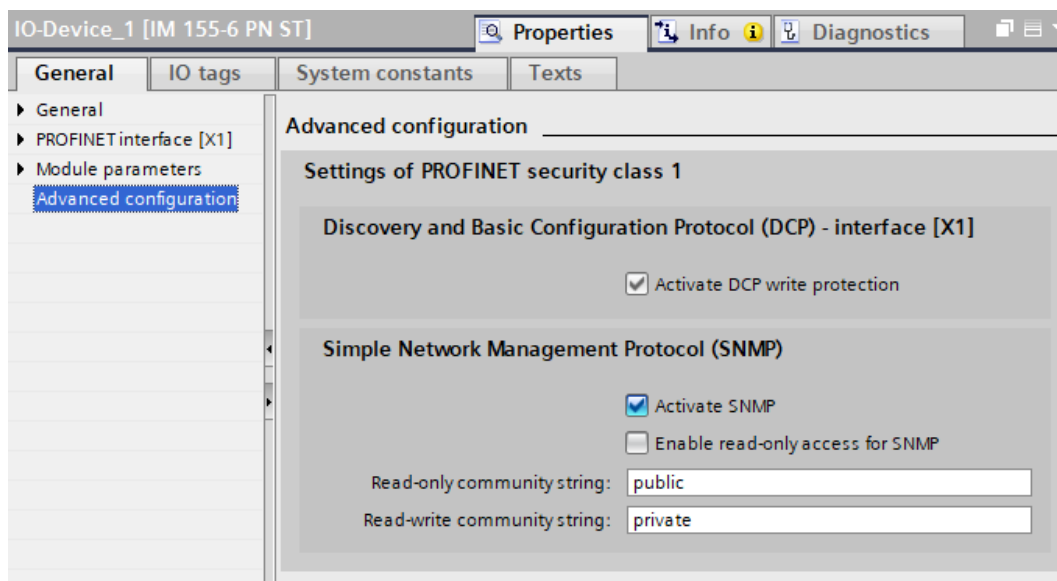 IO-Device_1 [IM 155-6 PN ST]
Properties
Info
Diagnostics
General
IO tags
System constants
Texts
General
PROFINET interface [X1]
Module parameters
Advanced configuration
Advanced configuration
Settings of PROFINET security class 1
Discovery and Basic Configuration Protocol (DCP) - interface [X1]
Activate DCP write protection
Simple Network Management Protocol (SNMP)
Activate SNMP
Enable read-only access for SNMP
Read-only community string: public
Read-write community string: private